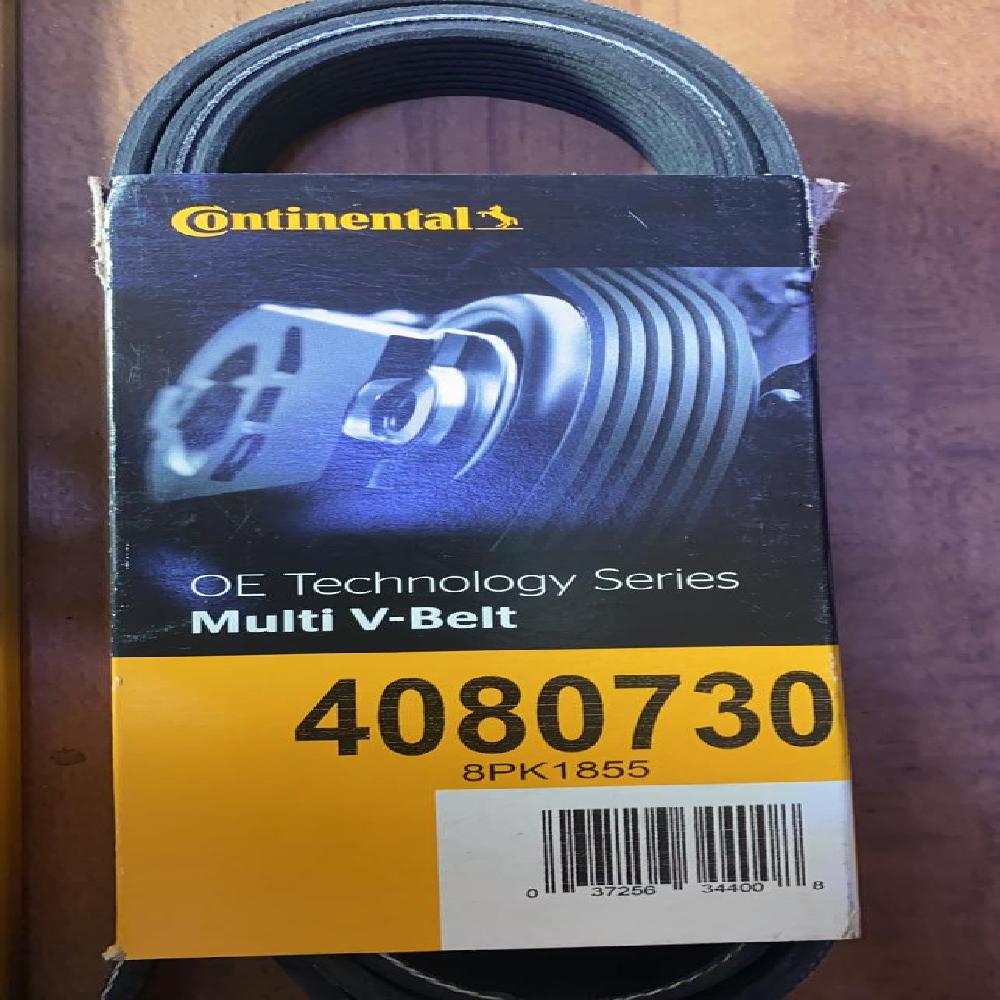 Continental
OE Technology Series
Multi V-Belt
4080730
8PK1855
0 37256 34400 8